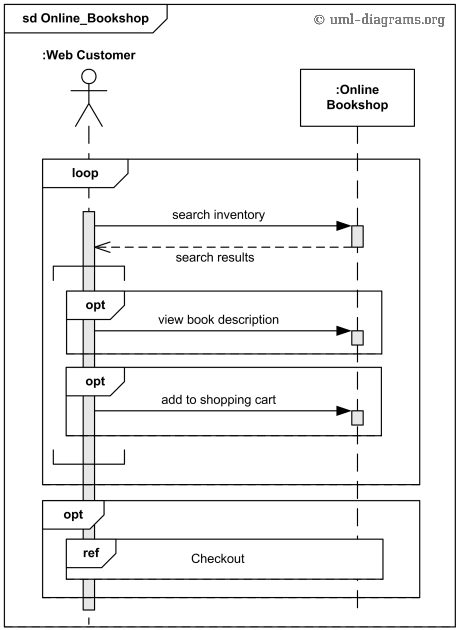 sd Online_Bookshop
© uml-diagrams.org
:Web Customer
:Online
Bookshop
loop
search inventory
search results
opt
view book description
opt
add to shopping cart
opt
ref
Checkout